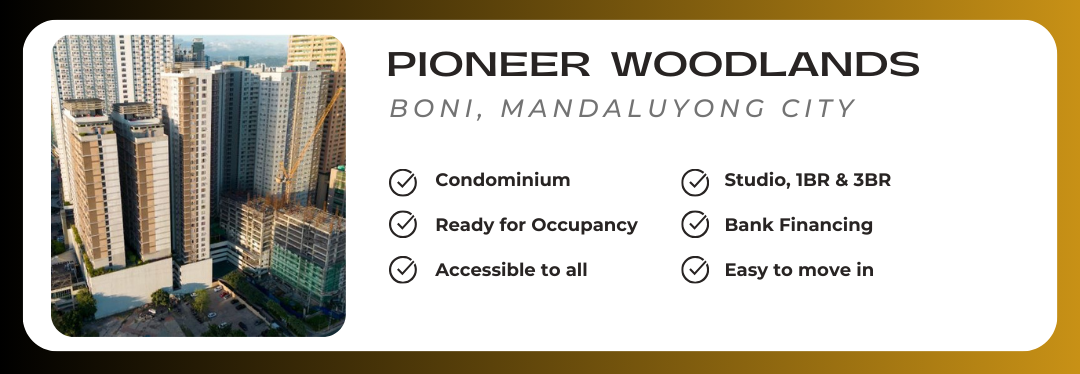 PIONEER WOODLANDS
BONI, MANDALUYONG CITY
Condominium
Ready for Occupancy
Accessible to all
Studio, 1BR & 3BR
Bank Financing
Easy to move in